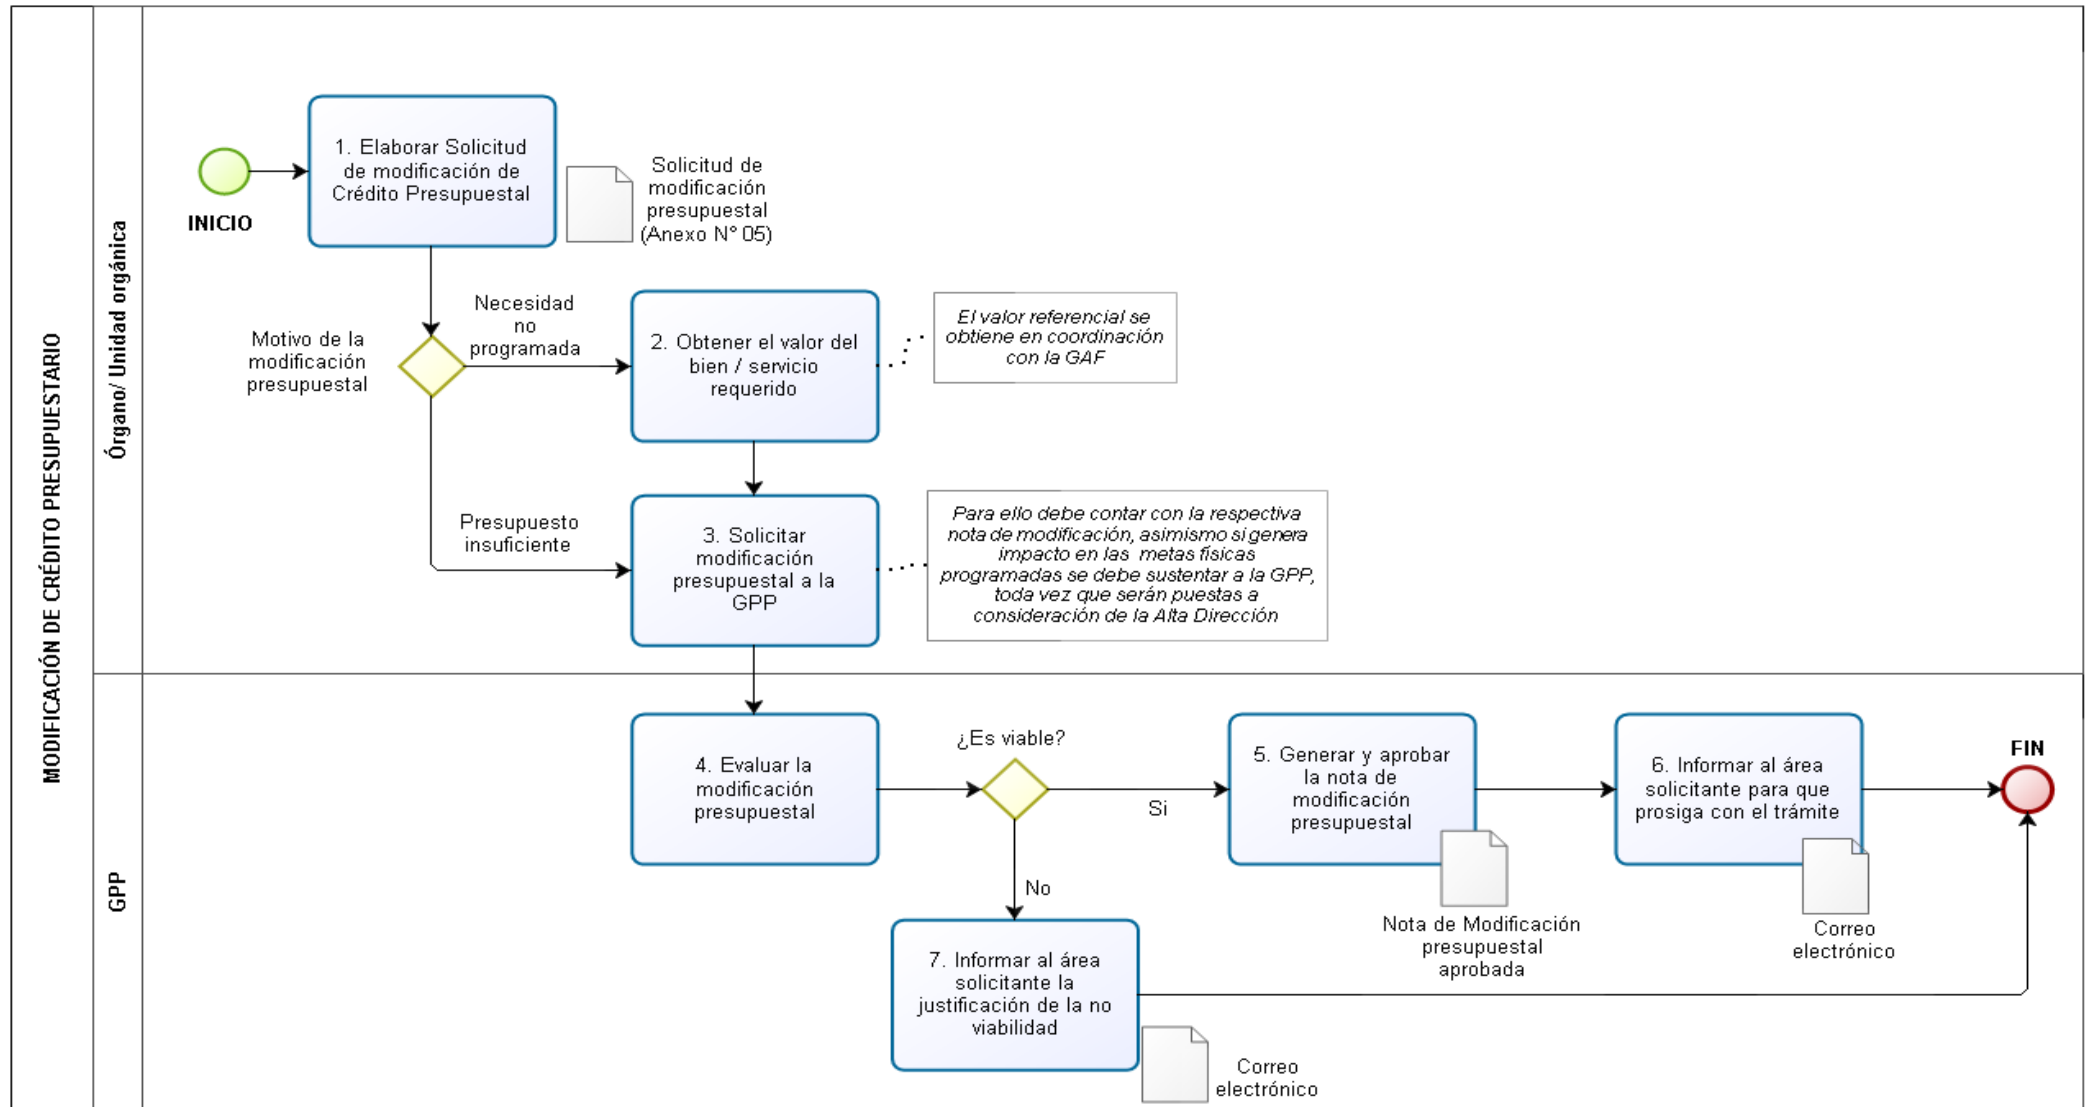 MODIFICACIÓN DE CRÉDITO PRESUPUESTARIO
Órgano/ Unidad orgánica
INICIO
1. Elaborar Solicitud
de modificación de
Crédito Presupuestal
Solicitud de
modificación
presupuestal
(Anexo N° 05)
Motivo de la
modificación
presupuestal
Necesidad
no
programada
2. Obtener el valor del
bien / servicio
requerido
El valor referencial se
obtiene en coordinación
con la GAF
Presupuesto
insuficiente
3. Solicitar
modificación
presupuestal a la
GPP
Para ello debe contar con la respectiva
nota de modificación, asimismo si genera
impacto en las metas físicas
programadas se debe sustentar a la GPP,
toda vez que serán puestas a
consideración de la Alta Dirección
GPP
4. Evaluar la
modificación
presupuestal
¿Es viable?
Si
No
5. Generar y aprobar
la nota de
modificación
presupuestal
Nota de Modificación
presupuestal
aprobada
6. Informar al área
solicitante para que
prosiga con el trámite
Correo
electrónico
FIN
7. Informar al área
solicitante la
justificación de la no
viabilidad
Correo
electrónico